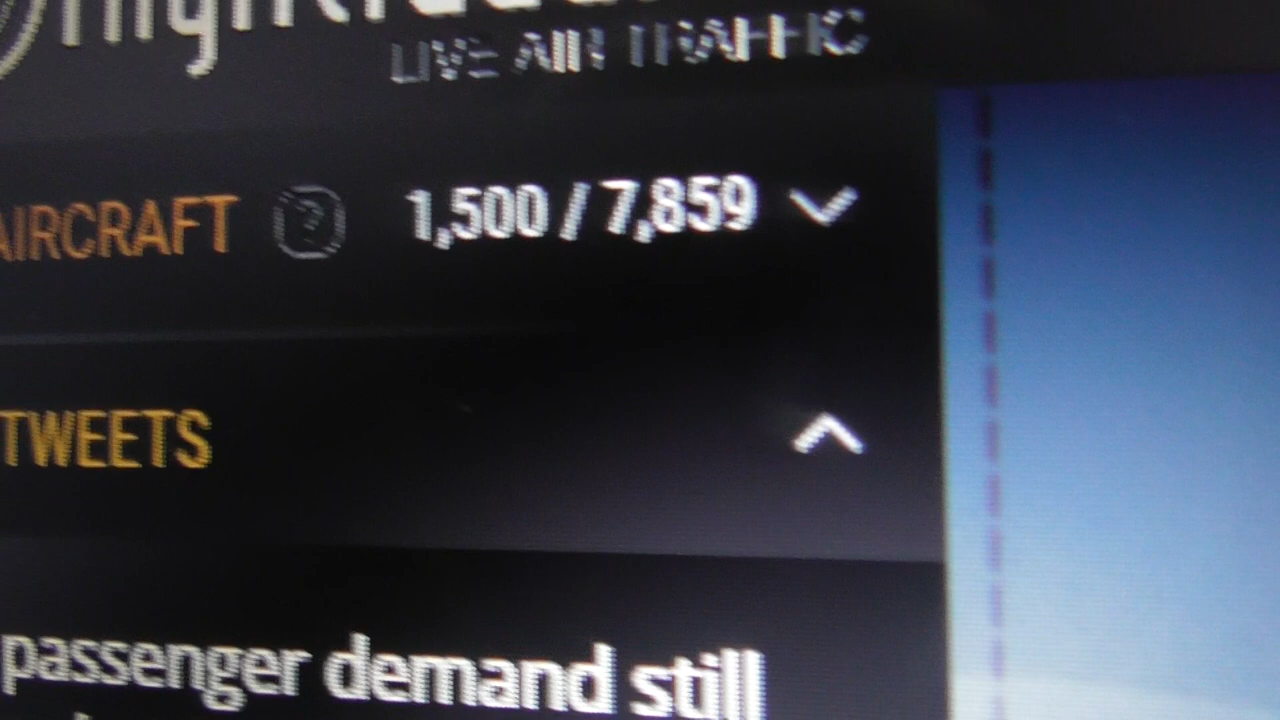 LIVE AIR TRAFFIC
AIRCRAFT ? 1,500 / 7,859
TWEETS
passenger demand still